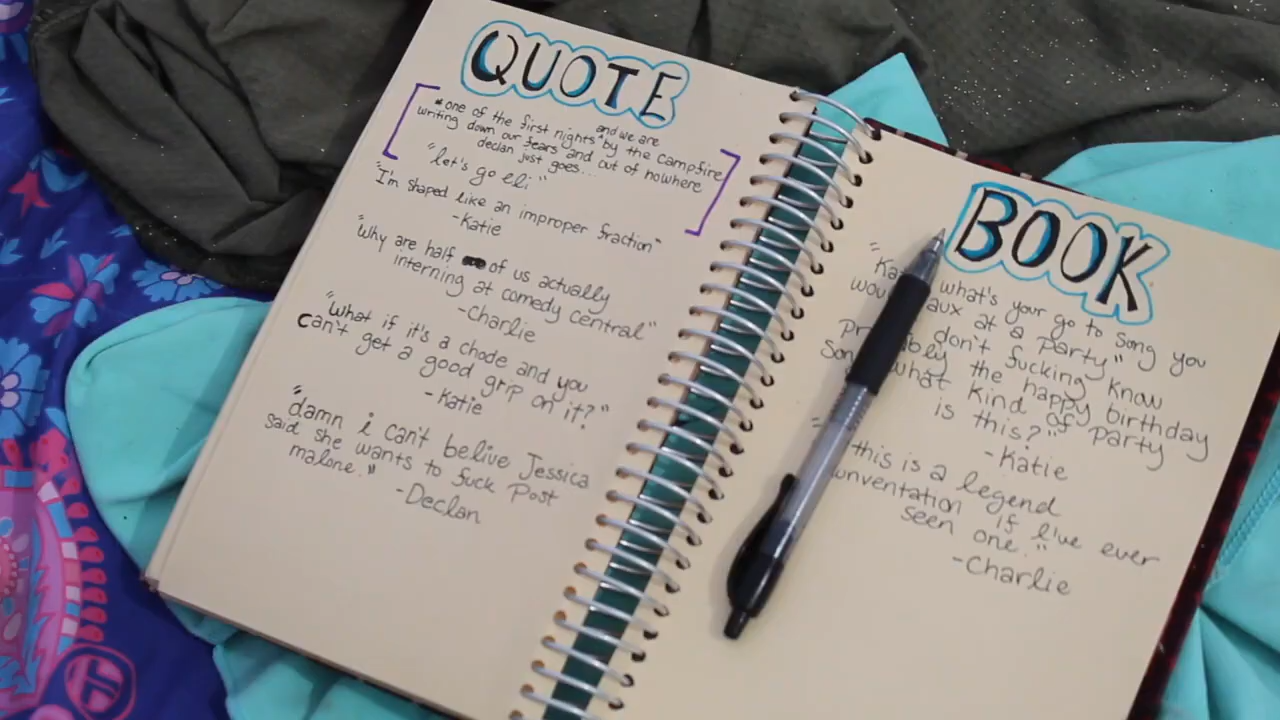 QUOTE
*one of the first nights by the campfire
and we are
writing down our fears and out of nowhere
declan just goes...
"let's go eli"
"I'm shaped like an improper fraction"
-Katie
"Why are half of us actually
interning at comedy central"
-Charlie
"What if it's a chode and you
can't get a good grip on it?"
-Katie
"damn i can't belive Jessica
said she wants to fuck Post
malone."
-Declan
BOOK
" what's your go to song you
aux at a party"
don't fucking know
the happy birthday
what kind of party
is this?"
-Katie
"this is a legend
if I've ever
seen one."
-Charlie